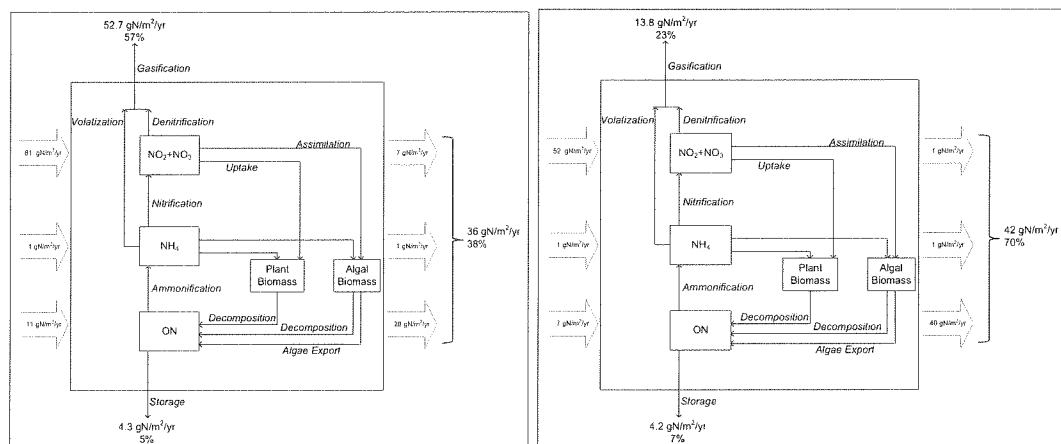 52.7 gN/m²/yr
57%
Gasification
Volatization
Denitrification
81 gN/m²/yr
NO₂+NO₃
Assimilation
Uptake
7 gN/m²/yr
Nitrification
1 gN/m²/yr
NH₄
1 gN/m²/yr
36 gN/m²/yr
38%
Plant
Biomass
Algal
Biomass
Ammonification
11 gN/m²/yr
ON
Decomposition
Decomposition
Algae Export
28 gN/m²/yr
Storage
4.3 gN/m²/yr
5%
13.8 gN/m²/yr
23%
Gasification
Volatization
Denitrification
52 gN/m²/yr
NO₂+NO₃
Assimilation
Uptake
1 gN/m²/yr
Nitrification
1 gN/m²/yr
NH₄
1 gN/m²/yr
42 gN/m²/yr
70%
Plant
Biomass
Algal
Biomass
Ammonification
7 gN/m²/yr
ON
Decomposition
Decomposition
Algae Export
40 gN/m²/yr
Storage
4.2 gN/m²/yr
7%